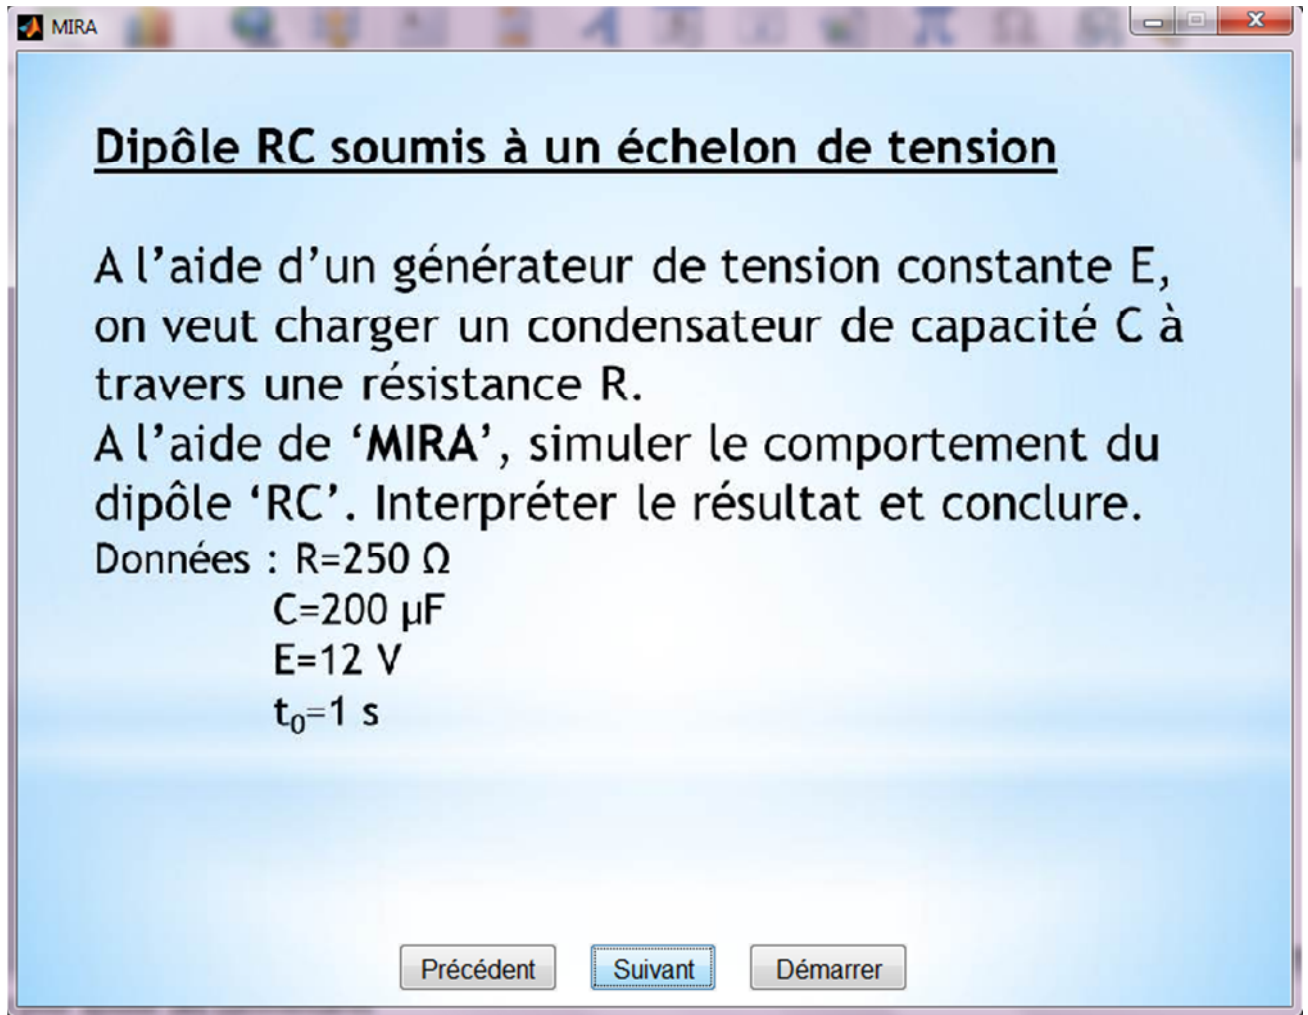 MIRA
Dipôle RC soumis à un échelon de tension
A l’aide d’un générateur de tension constante E,
on veut charger un condensateur de capacité C à
travers une résistance R.
A l’aide de ‘MIRA’, simuler le comportement du
dipôle ‘RC’. Interpréter le résultat et conclure.
Données : R=250 Ω
C=200 µF
E=12 V
t₀=1 s
Précédent Suivant Démarrer